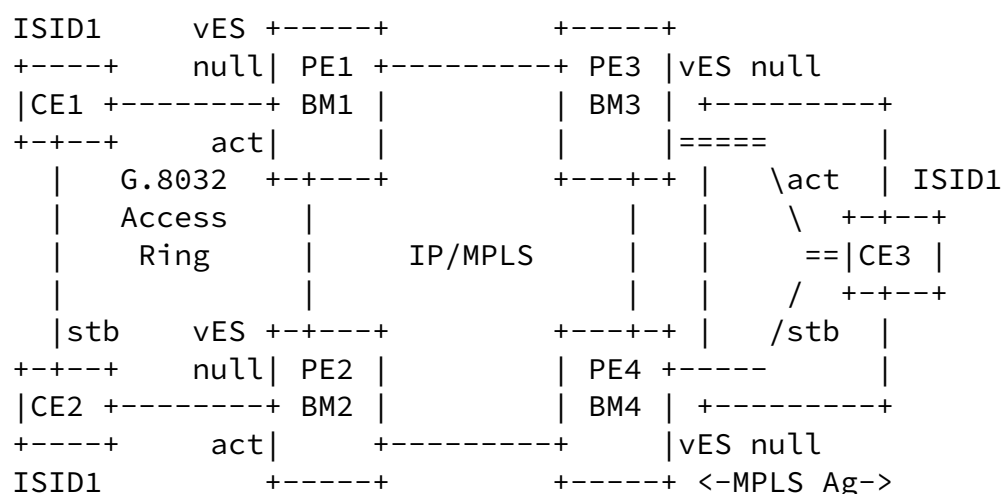 ISID1     vES +-----+         +-----+
+----+    null| PE1 +---------+ PE3 |vES null
|CE1 +--------+ BM1 |         | BM3 | +---------+
+-+--+     act|     |         |     |=====      |
  |   G.8032  +-+---+         +---+-+ |   \act  | ISID1
  |   Access    |                 |   |    \  +-+--+
  |    Ring     |     IP/MPLS     |   |     ==|CE3 |
  |             |                 |   |    /  +-+--+
  |stb    vES +-+---+         +---+-+ |   /stb  |
+-+--+    null| PE2 |         | PE4 +-----      |
|CE2 +--------+ BM2 |         | BM4 | +---------+
+----+     act|     +---------+     |vES null
ISID1         +-----+         +-----+ <-MPLS Ag->